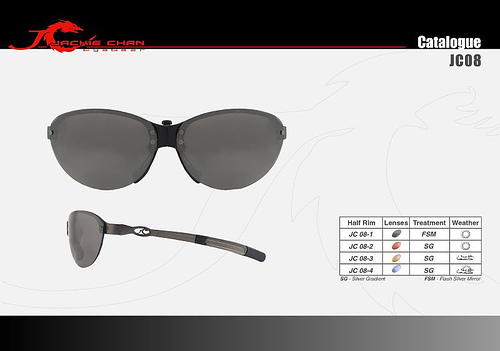 JACKIE CHAN
eyewear
Catalogue
JC08
Half Rim Lenses Treatment Weather
JC 08-1 FSM
JC 08-2 SG
JC 08-3 SG
JC 08-4 SG
SG - Silver Gradient FSM - Flash Silver Mirror